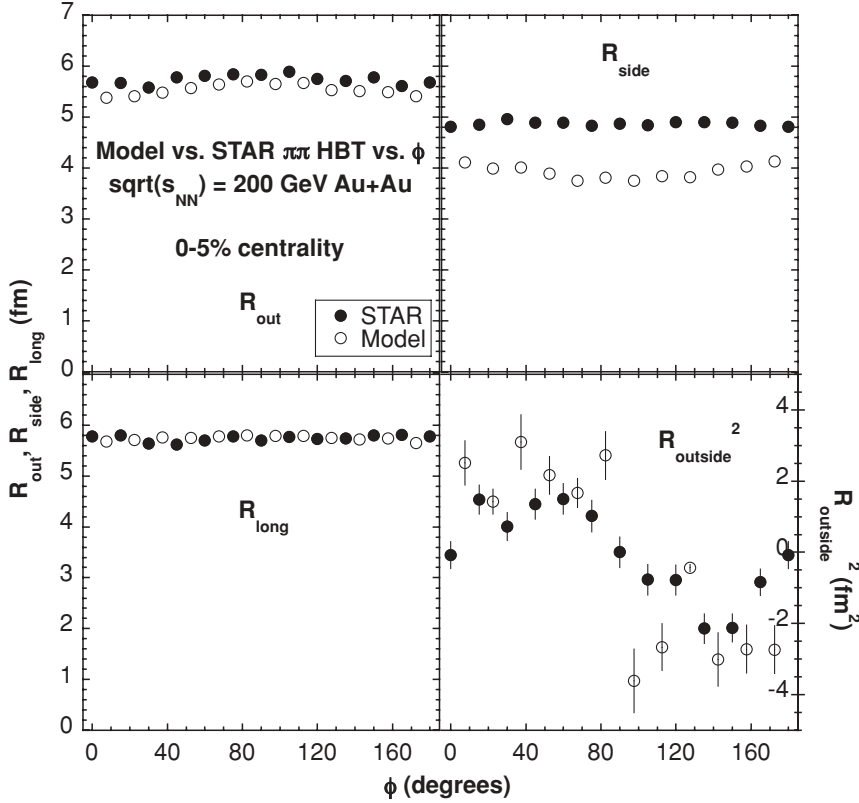 7
6
5
4
3
2
1
0
Model vs. STAR ππ HBT vs. ϕ
sqrt(s_NN) = 200 GeV Au+Au
0-5% centrality
R_out
STAR
Model
R_side
R_out, R_side, R_long (fm)
6
5
4
3
2
1
0
R_long
R_outside^2
4
2
0
-2
-4
R_outside^2 (fm^2)
0 40 80 120 160
0 40 80 120 160
ϕ (degrees)